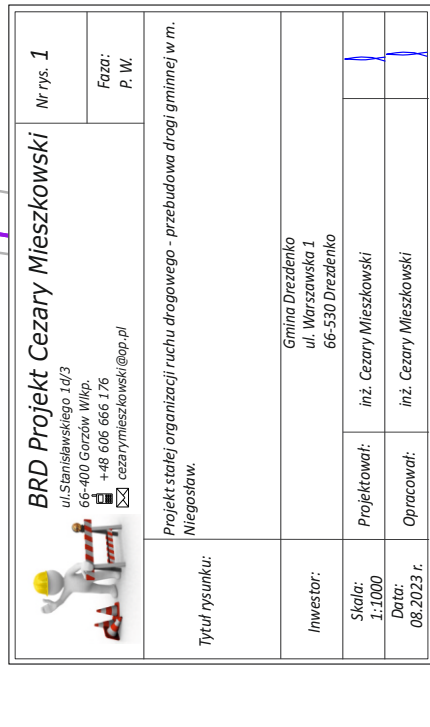 BRD Projekt Cezary Mieszkowski
ul.Stanisławskiego 1d/3
66-400 Gorzów Wlkp.
+48 606 666 176
cezarymieszkowski@op.pl
Nr rys. 1
Faza:
P. W.
Tytuł rysunku:
Projekt stałej organizacji ruchu drogowego - przebudowa drogi gminnej w m.
Niegosław.
Inwestor:
Gmina Drezdenko
ul. Warszawska 1
66-530 Drezdenko
Skala:
1:1000
Projektował:
inż. Cezary Mieszkowski
Data:
08.2023 r.
Opracował:
inż. Cezary Mieszkowski